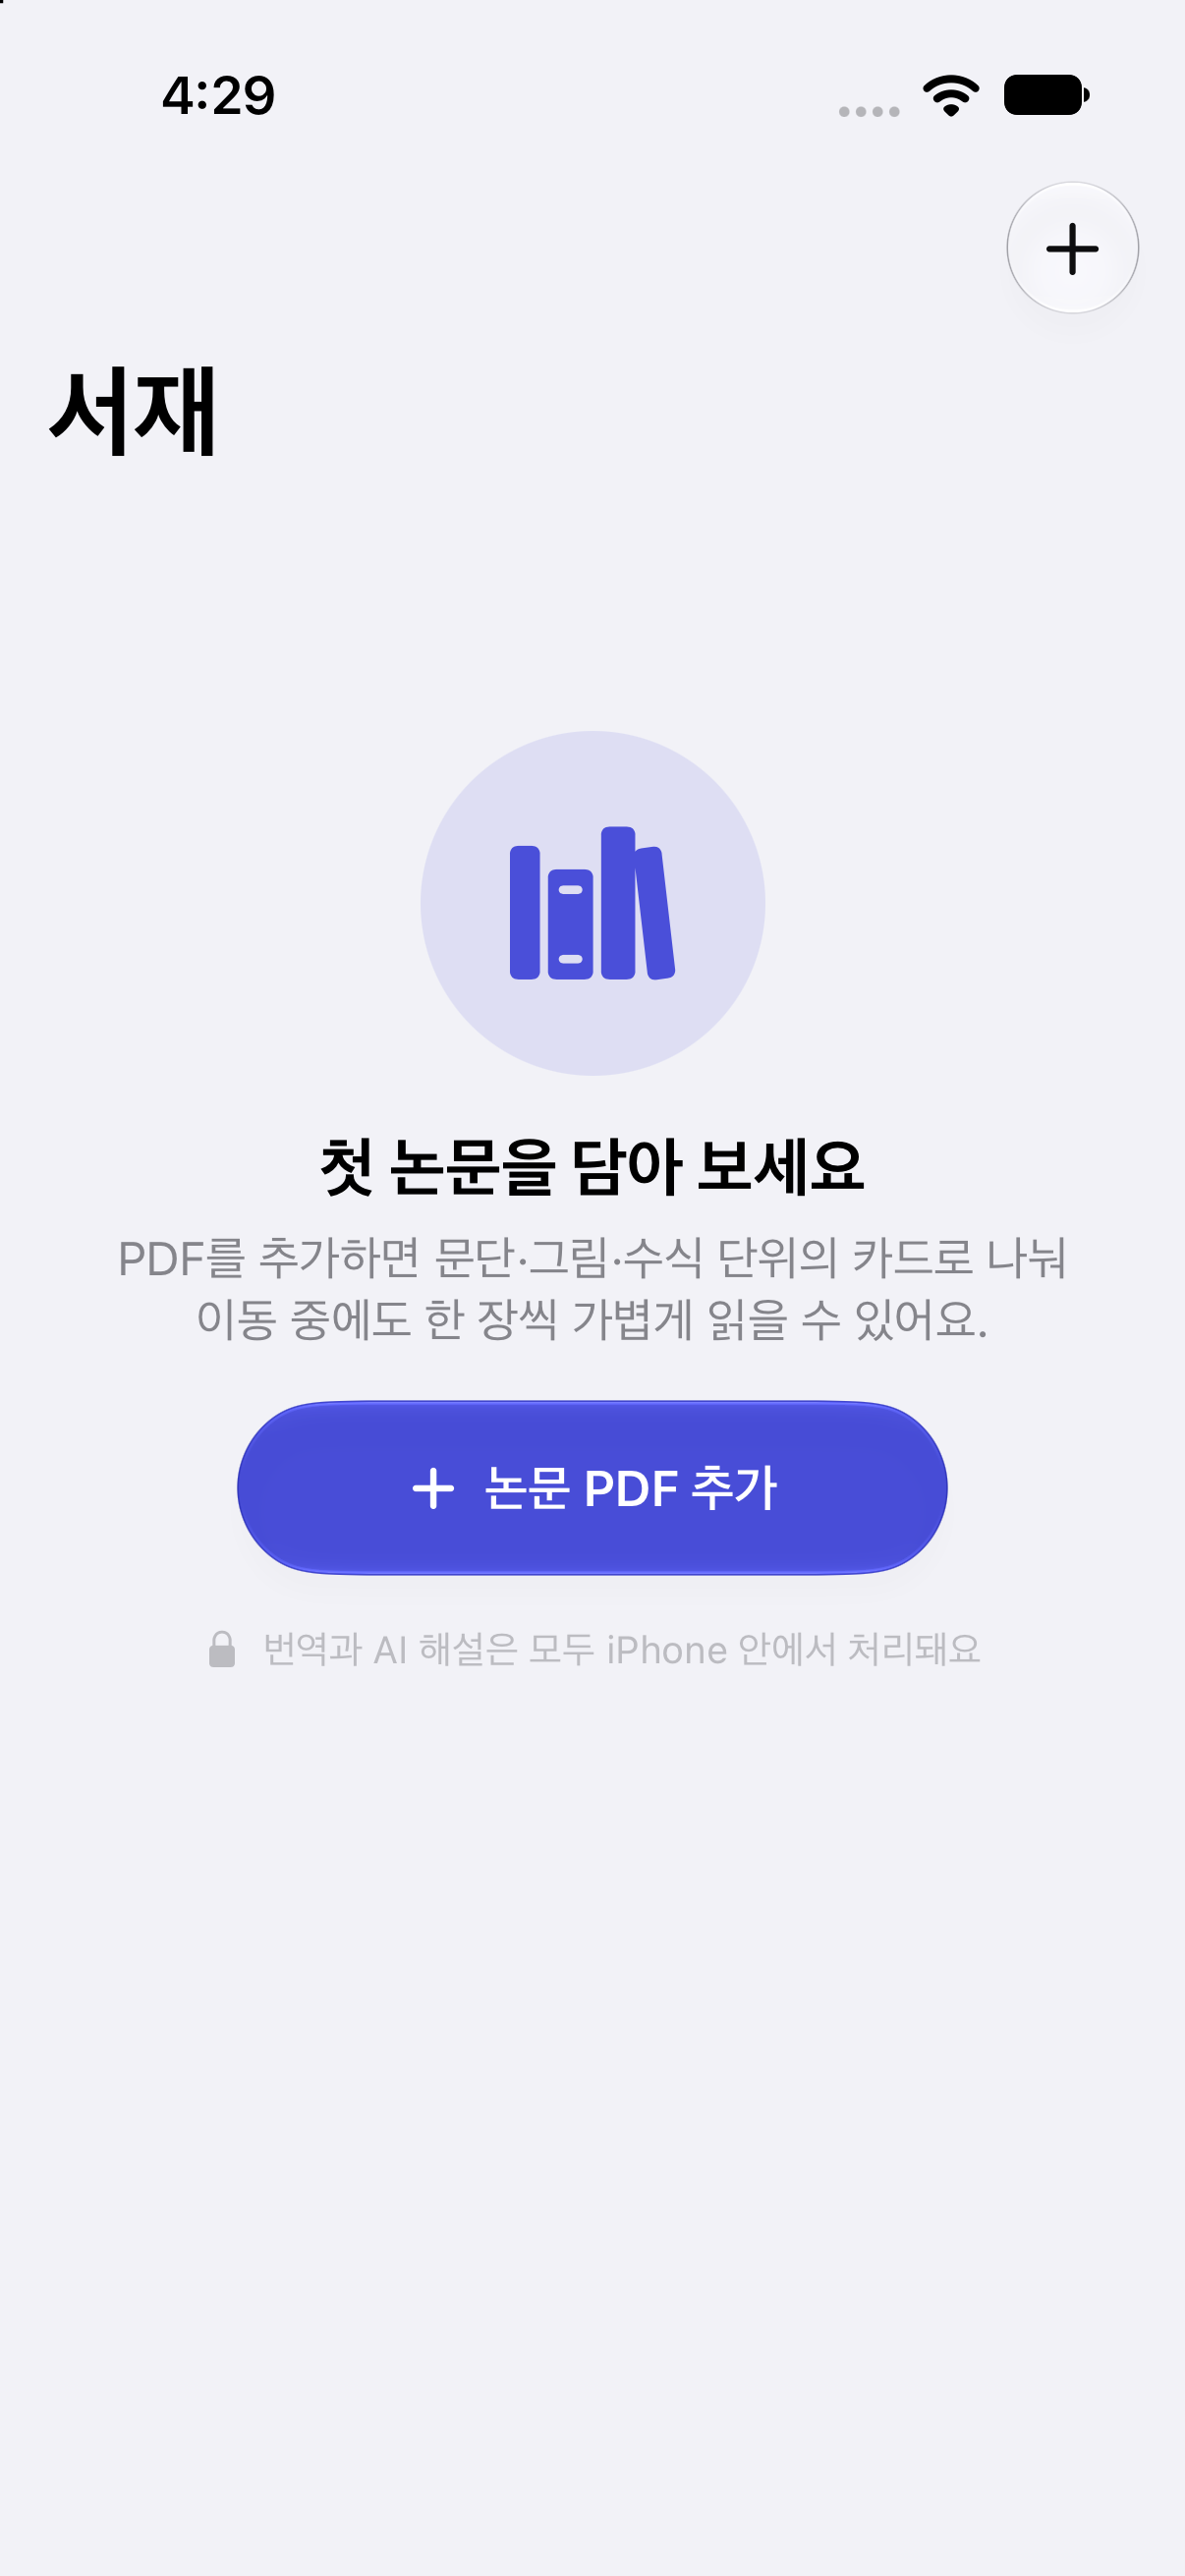 4:29
서재
첫 논문을 담아 보세요
PDF를 추가하면 문단·그림·수식 단위의 카드로 나눠
이동 중에도 한 장씩 가볍게 읽을 수 있어요.
논문 PDF 추가
번역과 AI 해설은 모두 iPhone 안에서 처리돼요